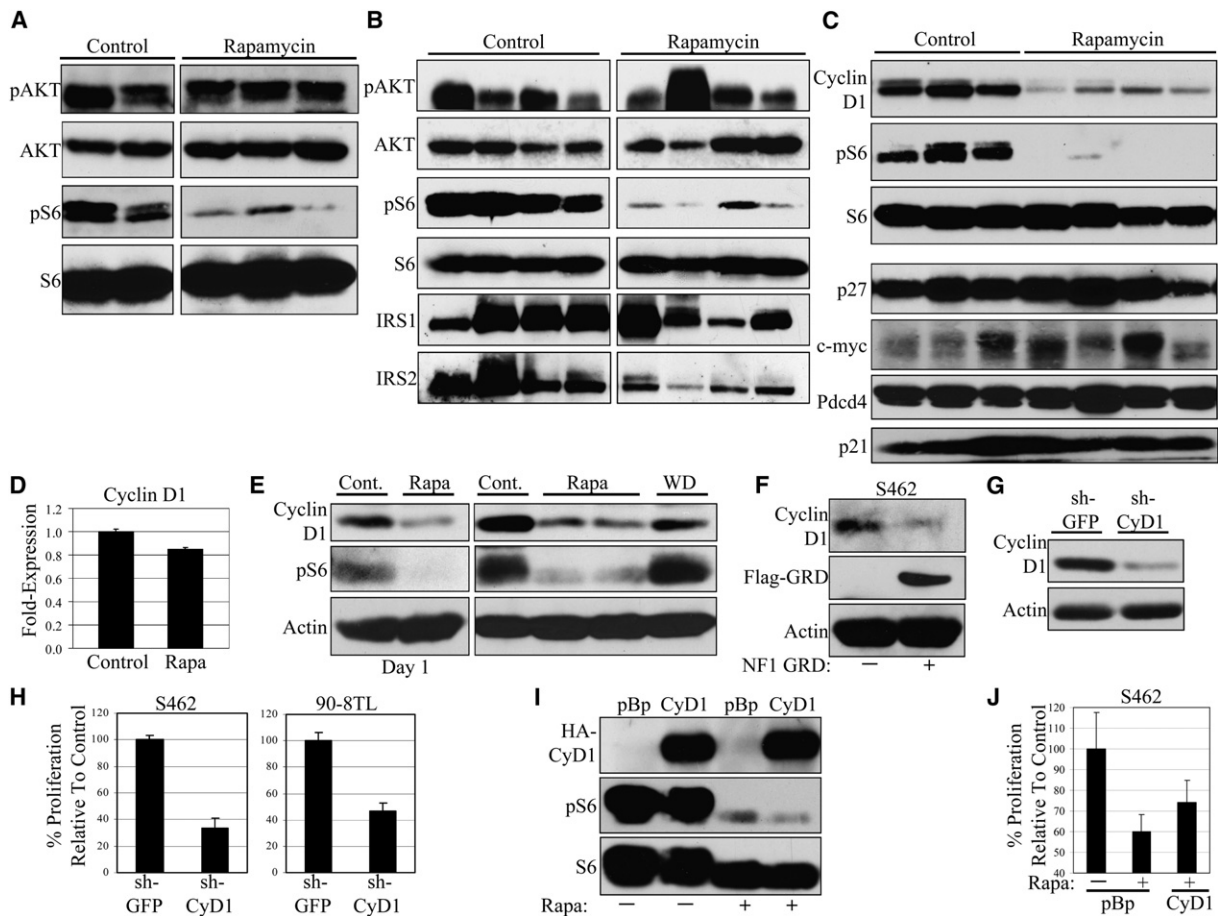 A
Control Rapamycin
pAKT
AKT
pS6
S6
B
Control Rapamycin
pAKT
AKT
pS6
S6
IRS1
IRS2
C
Control Rapamycin
Cyclin
D1
pS6
S6
p27
c-myc
Pdcd4
p21
D
Cyclin D1
Fold-Expression
1.2
1.0
0.8
0.6
0.4
0.2
0.0
Control Rapa
E
Cont. Rapa Cont. Rapa WD
Cyclin
D1
pS6
Actin
Day 1
F
S462
Cyclin
D1
Flag-GRD
Actin
NF1 GRD: – +
G
sh-
GFP
sh-
CyD1
Cyclin
D1
Actin
H
S462
% Proliferation
Relative To Control
120
100
80
60
40
20
0
sh-
GFP
sh-
CyD1
90-8TL
120
100
80
60
40
20
0
sh-
GFP
sh-
CyD1
I
pBp CyD1 pBp CyD1
HA-
CyD1
pS6
S6
Rapa: – – + +
J
S462
% Proliferation
Relative To Control
120
110
100
90
80
70
60
50
40
Rapa: – + +
pBp CyD1